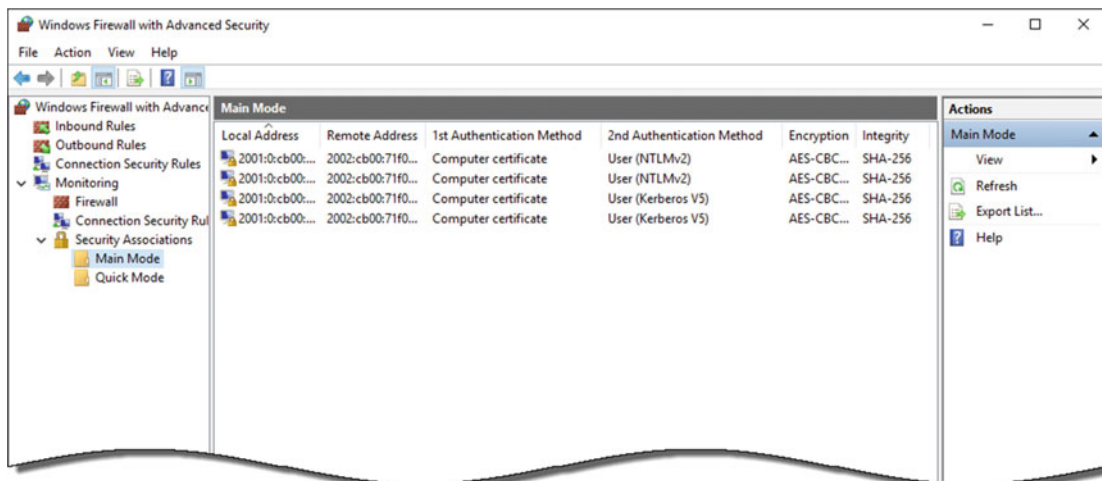 Windows Firewall with Advanced Security
File Action View Help
Windows Firewall with Advance
Inbound Rules
Outbound Rules
Connection Security Rules
Monitoring
Firewall
Connection Security Rul
Security Associations
Main Mode
Quick Mode
Main Mode
Local Address Remote Address 1st Authentication Method 2nd Authentication Method Encryption Integrity
2001:0:cb00:... 2002:cb00:71f0... Computer certificate User (NTLMv2) AES-CBC... SHA-256
2001:0:cb00:... 2002:cb00:71f0... Computer certificate User (NTLMv2) AES-CBC... SHA-256
2001:0:cb00:... 2002:cb00:71f0... Computer certificate User (Kerberos V5) AES-CBC... SHA-256
2001:0:cb00:... 2002:cb00:71f0... Computer certificate User (Kerberos V5) AES-CBC... SHA-256
Actions
Main Mode
View
Refresh
Export List...
Help